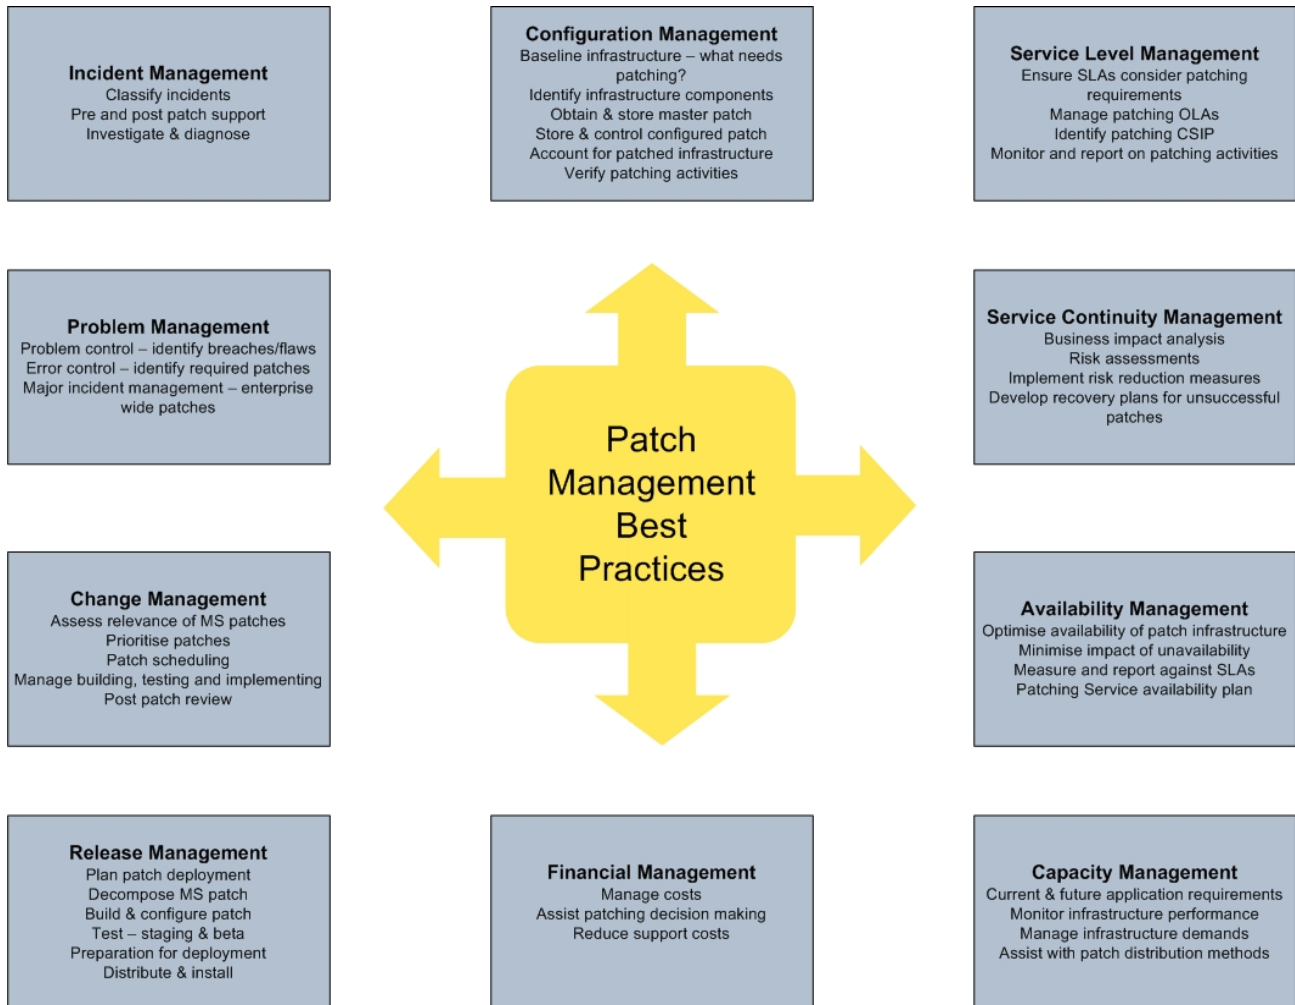 Incident Management
Classify incidents
Pre and post patch support
Investigate & diagnose
Configuration Management
Baseline infrastructure – what needs
patching?
Identify infrastructure components
Obtain & store master patch
Store & control configured patch
Account for patched infrastructure
Verify patching activities
Service Level Management
Ensure SLAs consider patching
requirements
Manage patching OLAs
Identify patching CSIP
Monitor and report on patching activities
Problem Management
Problem control – identify breaches/flaws
Error control – identify required patches
Major incident management – enterprise
wide patches
Patch
Management
Best
Practices
Service Continuity Management
Business impact analysis
Risk assessments
Implement risk reduction measures
Develop recovery plans for unsuccessful
patches
Change Management
Assess relevance of MS patches
Prioritise patches
Patch scheduling
Manage building, testing and implementing
Post patch review
Availability Management
Optimise availability of patch infrastructure
Minimise impact of unavailability
Measure and report against SLAs
Patching Service availability plan
Release Management
Plan patch deployment
Decompose MS patch
Build & configure patch
Test – staging & beta
Preparation for deployment
Distribute & install
Financial Management
Manage costs
Assist patching decision making
Reduce support costs
Capacity Management
Current & future application requirements
Monitor infrastructure performance
Manage infrastructure demands
Assist with patch distribution methods